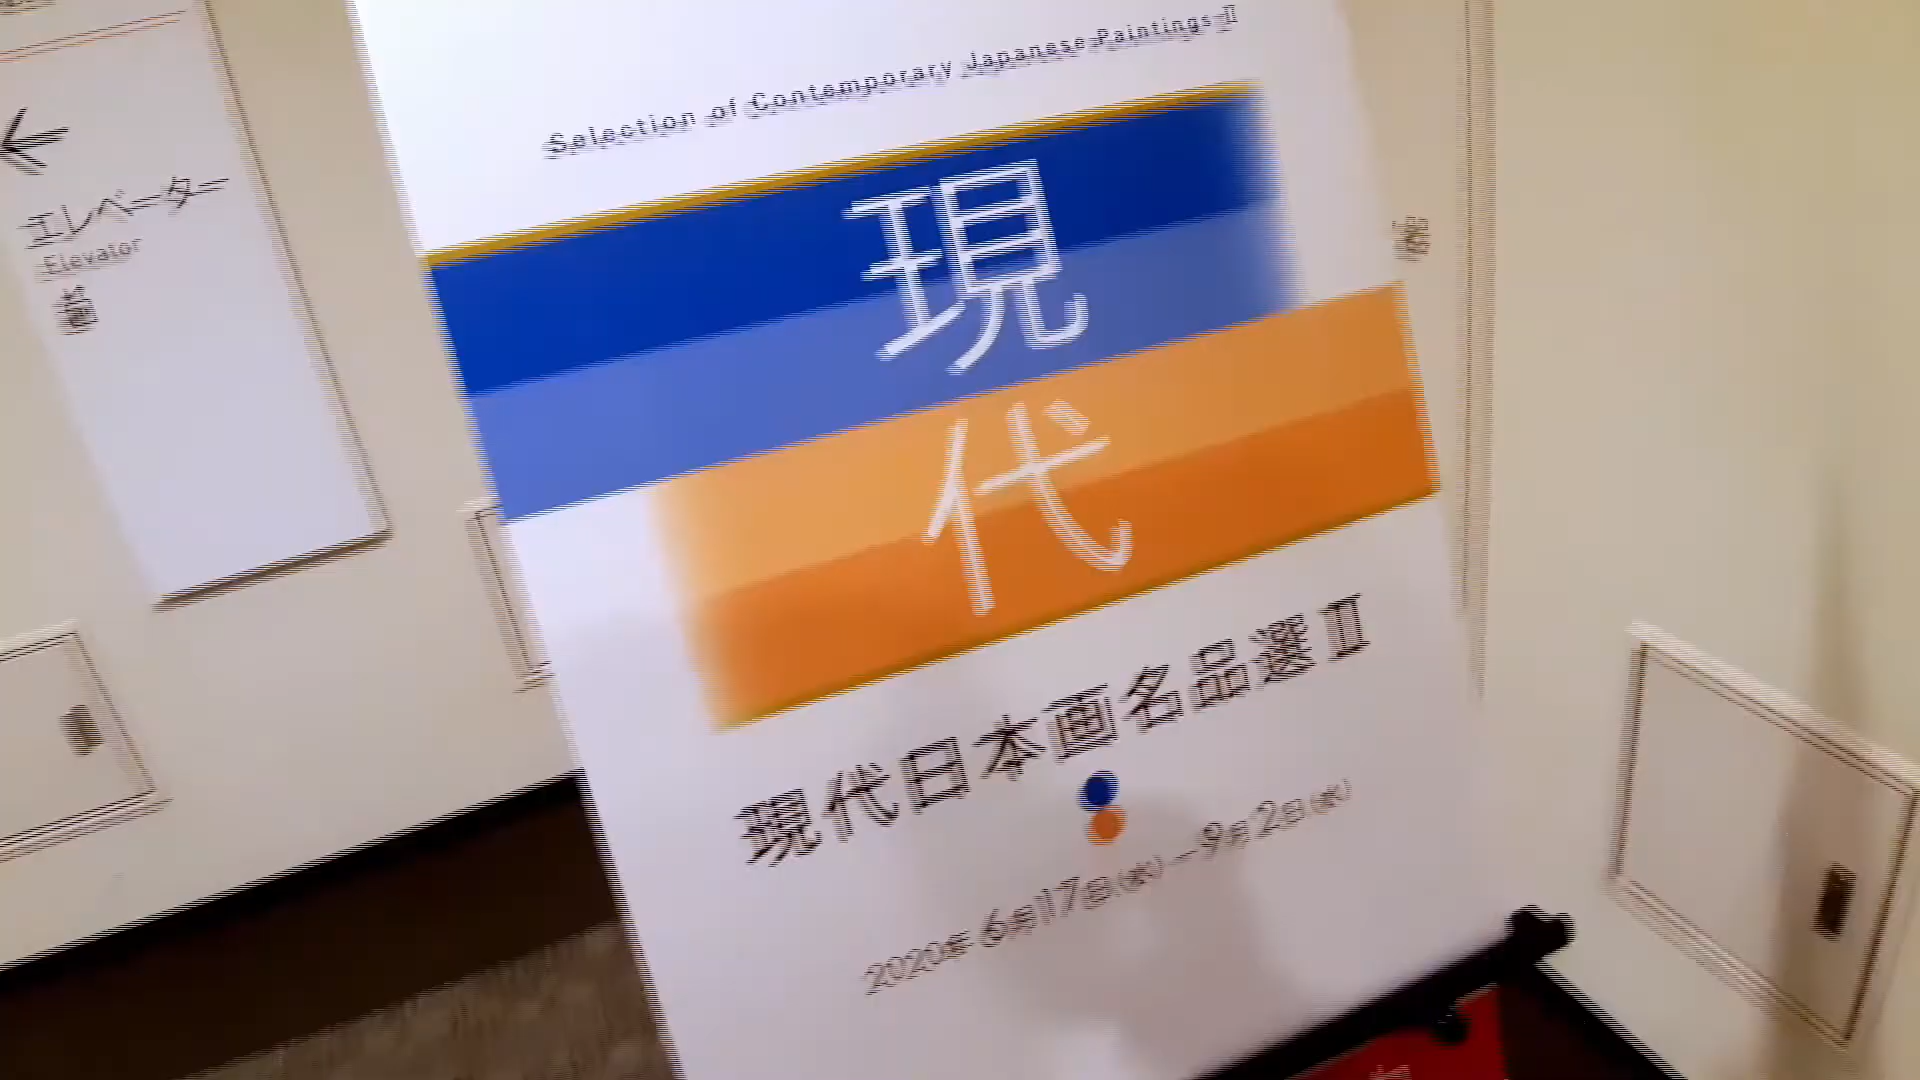 エレベーター
Elevator
Selection of Contemporary Japanese Paintings Ⅱ
現
代
現代日本画名品選Ⅱ
2020年6月17日(水)—9月2日(水)